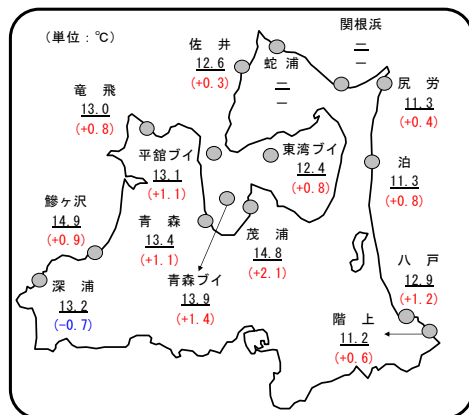 (単位：℃)
関根浜
二
一
佐 井
12.6
(+0.3)
蛇 浦
二
一
尻 労
11.3
(+0.4)
竜 飛
13.0
(+0.8)
平舘ブイ
13.1
(+1.1)
東湾ブイ
12.4
(+0.8)
泊
11.3
(+0.8)
鰺ヶ沢
14.9
(+0.9)
青 森
13.4
(+1.1)
茂 浦
14.8
(+2.1)
八 戸
12.9
(+1.2)
深 浦
13.2
(-0.7)
青森ブイ
13.9
(+1.4)
階 上
11.2
(+0.6)